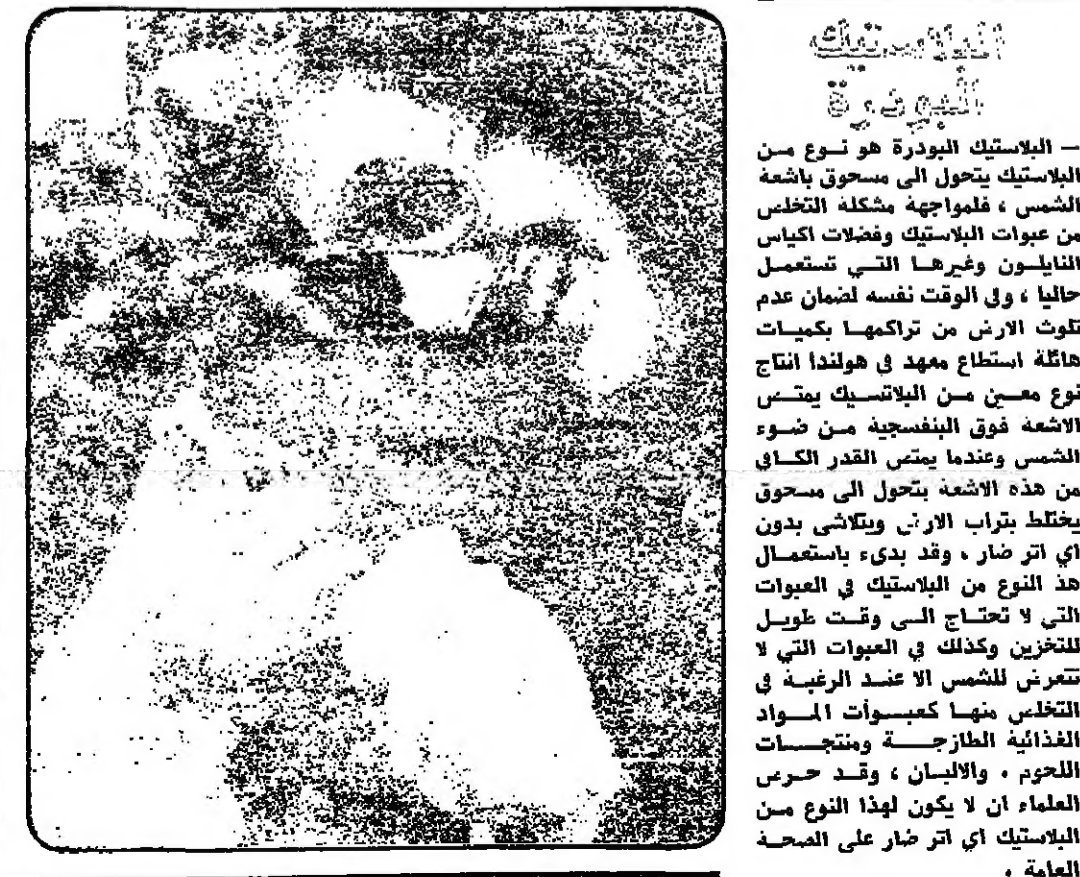 البلاستيك
البودرة
— البلاستيك البودرة هو نوع من
البلاستيك يتحول الى مسحوق باشعة
الشمس ، فلمواجهة مشكلة التخلص
من عبوات البلاستيك وفضلات اكياس
النايلون وغيرها التي تستعمل
حاليا ، وفي الوقت نفسه لضمان عدم
تلوث الارض من تراكمها بكميات
هائلة استطاع معهد في هولندا انتاج
نوع معين من البلاتسيك يمتص
الاشعة فوق البنفسجية من ضوء
الشمس وعندما يمتص القدر الكافي
من هذه الاشعه يتحول الى مسحوق
يختلط بتراب الارض ويتلاشى بدون
اي اثر ضار ، وقد بدىء باستعمال
هذ النوع من البلاستيك في العبوات
التي لا تحتاج الى وقت طويل
للتخزين وكذلك في العبوات التي لا
تتعرض للشمس الا عند الرغبة في
التخلص منها كعبوات المواد
الغذائية الطازجة ومنتجات
اللحوم . والالبان ، وقد حرص
العلماء ان لا يكون لهذا النوع من
البلاستيك اي اثر ضار على الصحة
العامة .